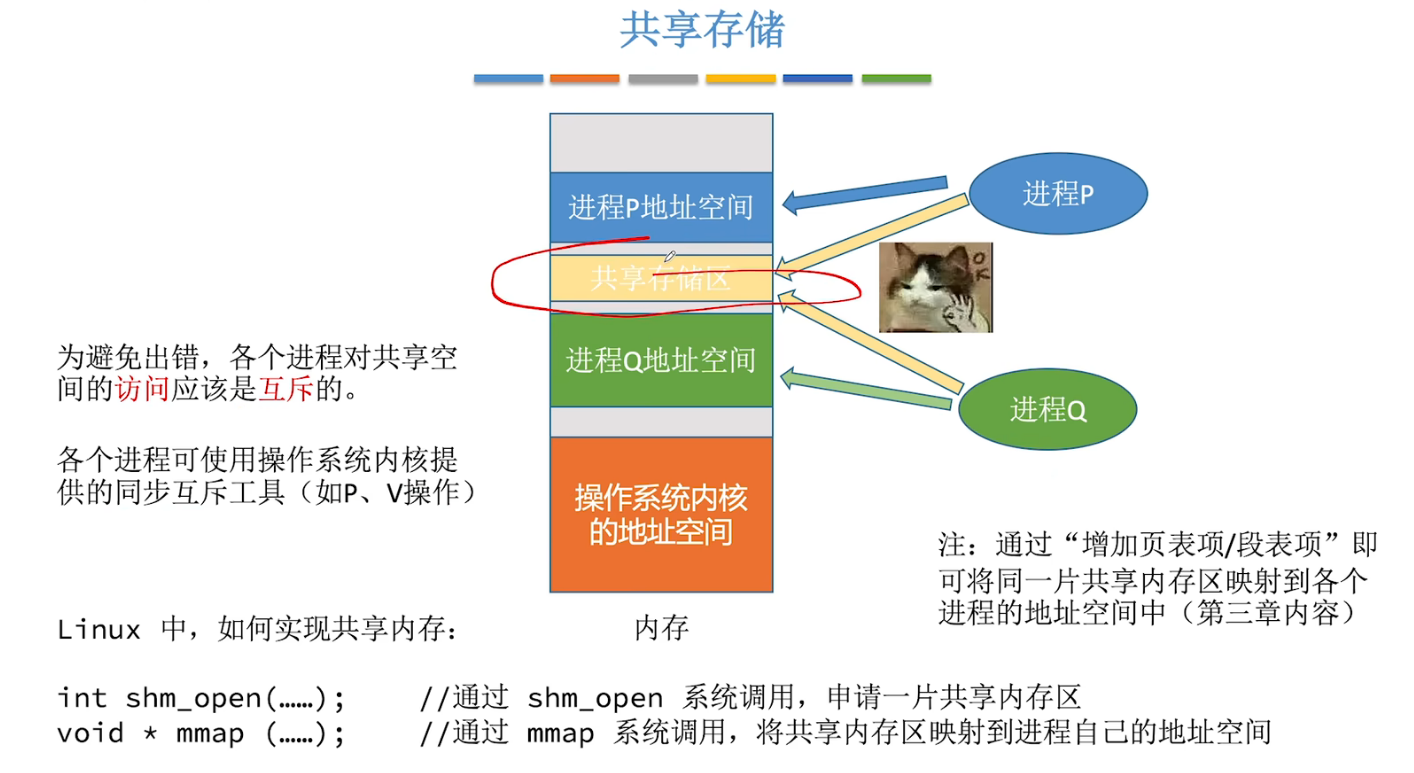 共享存储
进程P地址空间
进程P
共享存储区
OK
进程Q地址空间
进程Q
为避免出错，各个进程对共享空
间的访问应该是互斥的。
各个进程可使用操作系统内核提
供的同步互斥工具（如P、V操作）
操作系统内核
的地址空间
内存
注：通过“增加页表项/段表项”即
可将同一片共享内存区映射到各个
进程的地址空间中（第三章内容）
Linux 中，如何实现共享内存：
int shm_open(……); //通过 shm_open 系统调用，申请一片共享内存区
void * mmap (……); //通过 mmap 系统调用，将共享内存区映射到进程自己的地址空间